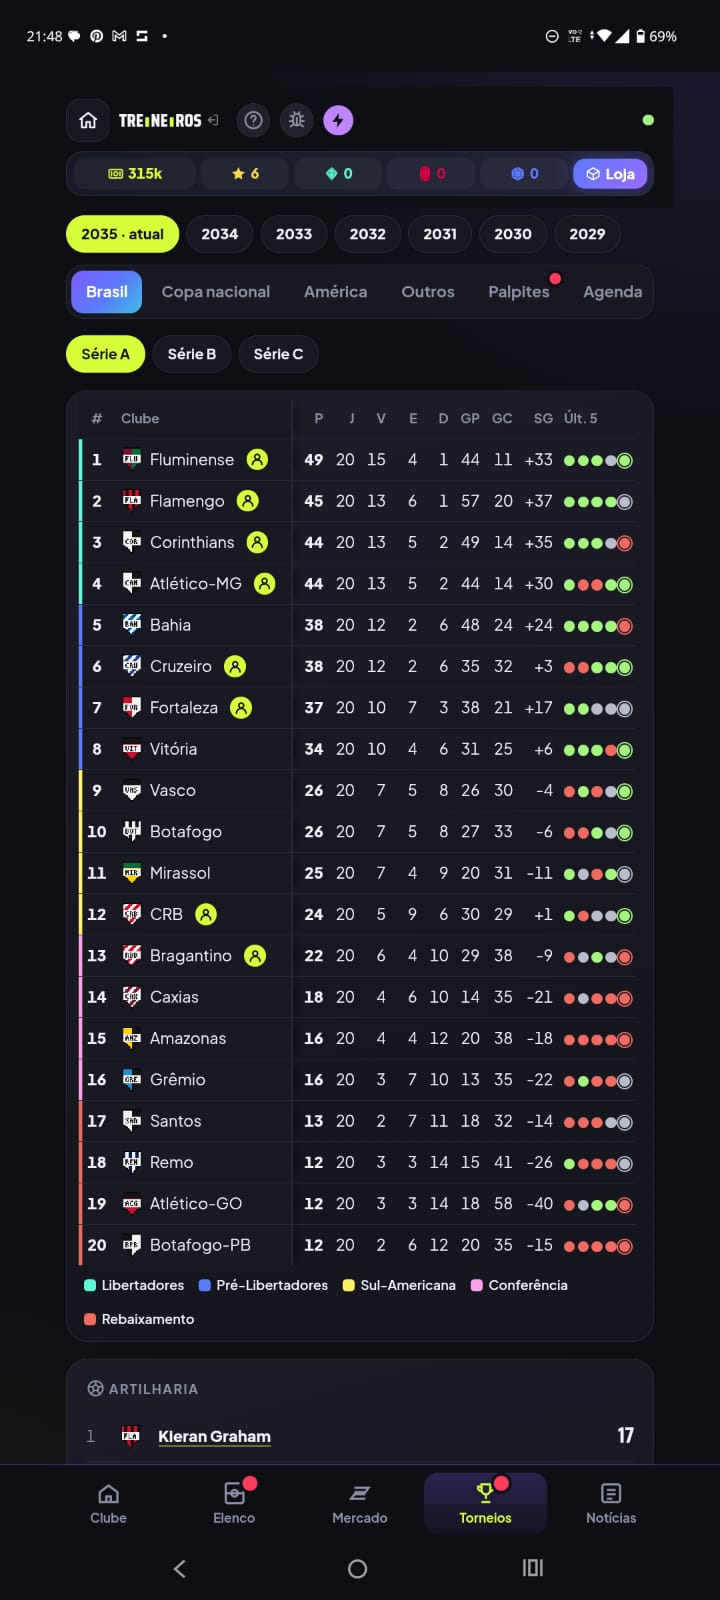 21:48 69%
TREINEIROS
315k 6 0 0 0 Loja
2035 · atual 2034 2033 2032 2031 2030 2029
Brasil Copa nacional América Outros Palpites Agenda
Série A Série B Série C
# Clube P J V E D GP GC SG Últ. 5
1 Fluminense 49 20 15 4 1 44 11 +33
2 Flamengo 45 20 13 6 1 57 20 +37
3 Corinthians 44 20 13 5 2 49 14 +35
4 Atlético-MG 44 20 13 5 2 44 14 +30
5 Bahia 38 20 12 2 6 48 24 +24
6 Cruzeiro 38 20 12 2 6 35 32 +3
7 Fortaleza 37 20 10 7 3 38 21 +17
8 Vitória 34 20 10 4 6 31 25 +6
9 Vasco 26 20 7 5 8 26 30 -4
10 Botafogo 26 20 7 5 8 27 33 -6
11 Mirassol 25 20 7 4 9 20 31 -11
12 CRB 24 20 5 9 6 30 29 +1
13 Bragantino 22 20 6 4 10 29 38 -9
14 Caxias 18 20 4 6 10 14 35 -21
15 Amazonas 16 20 4 4 12 20 38 -18
16 Grêmio 16 20 3 7 10 13 35 -22
17 Santos 13 20 2 7 11 18 32 -14
18 Remo 12 20 3 3 14 15 41 -26
19 Atlético-GO 12 20 3 3 14 18 58 -40
20 Botafogo-PB 12 20 2 6 12 20 35 -15
Libertadores Pré-Libertadores Sul-Americana Conferência
Rebaixamento
ARTILHARIA
1 Kieran Graham 17
Clube Elenco Mercado Torneios Notícias